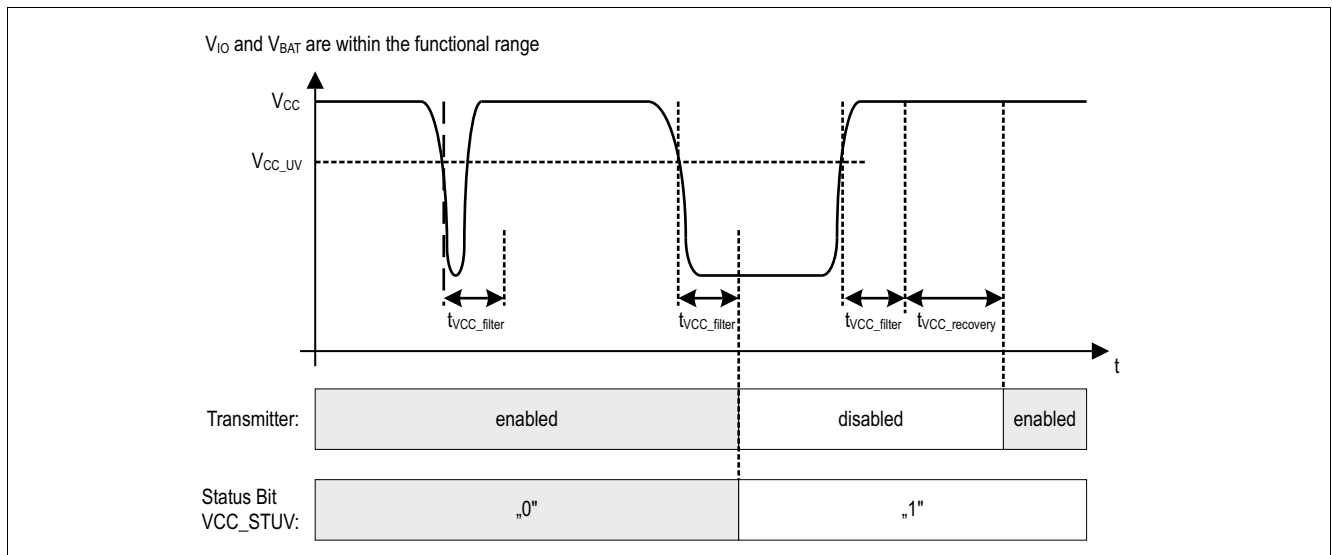 VIO and VBAT are within the functional range
VCC
VCC_UV
tVCC_filter
tVCC_filter
tVCC_filter
tVCC_recovery
t
Transmitter:
enabled
disabled
enabled
Status Bit
VCC_STUV:
„0"
„1"